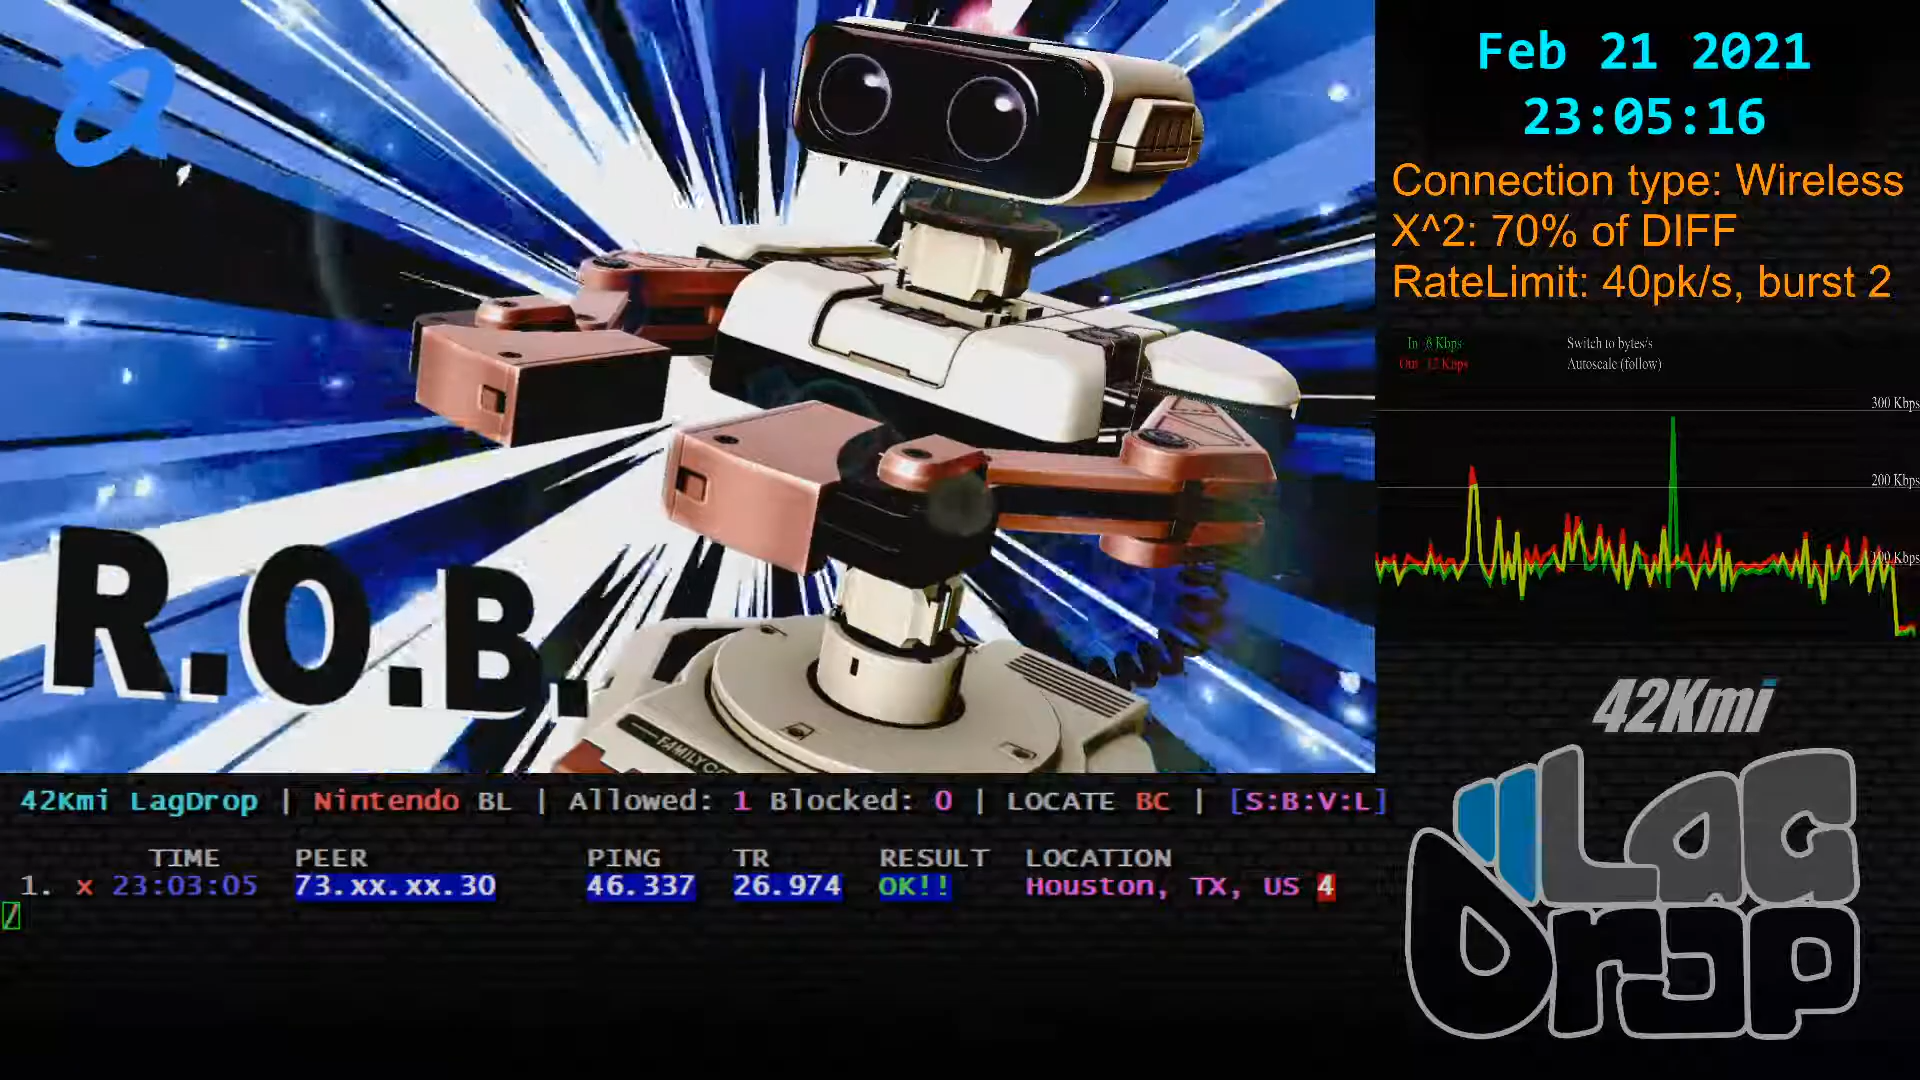 R.O.B.
FAMILYCO
Feb 21 2021
23:05:16
Connection type: Wireless
X^2: 70% of DIFF
RateLimit: 40pk/s, burst 2
Switch to bytes/s
Autoscale (follow)
300 Kbps
200 Kbps
100 Kbps
42Kmi LagDrop | Nintendo BL | Allowed: 1 Blocked: 0 | LOCATE BC | [S:B:V:L]
TIME PEER PING TR RESULT LOCATION
1. x 23:03:05 73.xx.xx.30 46.337 26.974 OK!! Houston, TX, US 4
42Kmi
LAG
Drop